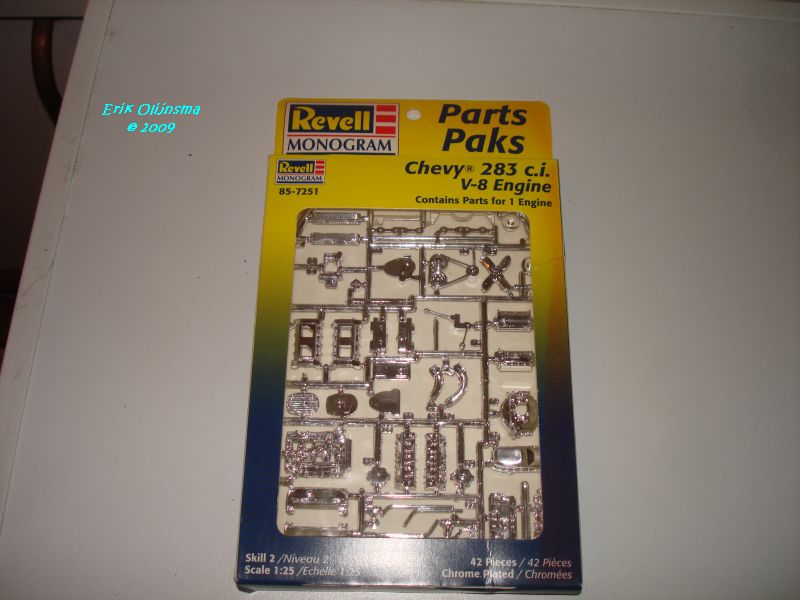 Erik Olijnsma
© 2009
Revell
MONOGRAM
Parts
Paks
Revell
MONOGRAM
85-7251
Chevy® 283 c.i.
V-8 Engine
Contains Parts for 1 Engine
Skill 2 / Niveau 2
Scale 1:25 / Echelle 1:25
42 Pieces / 42 Pièces
Chrome Plated / Chromées